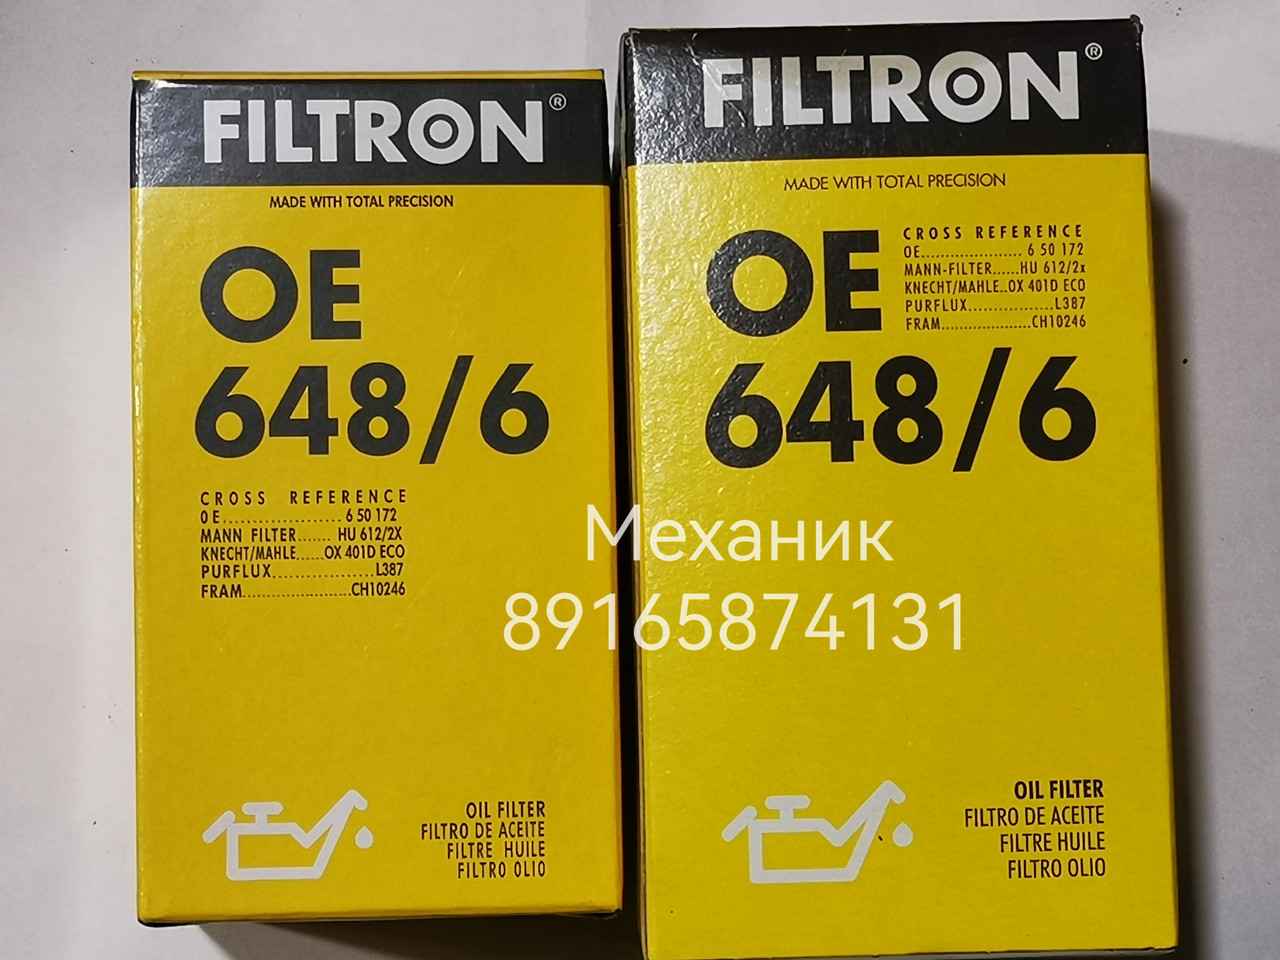 FILTRON®
MADE WITH TOTAL PRECISION
OE
648/6
CROSS REFERENCE
OE.....................6 50 172
MANN FILTER....... HU 612/2X
KNECHT/MAHLE......OX 401D ECO
PURFLUX...................L387
FRAM......................CH10246
OIL FILTER
FILTRO DE ACEITE
FILTRE HUILE
FILTRO OLIO
FILTRON®
MADE WITH TOTAL PRECISION
OE
CROSS REFERENCE
OE...................... 6 50 172
MANN-FILTER......HU 612/2x
KNECHT/MAHLE..OX 401D ECO
PURFLUX.................L387
FRAM.....................CH10246
648/6
OIL FILTER
FILTRO DE ACEITE
FILTRE HUILE
FILTRO OLIO
Механик
89165874131